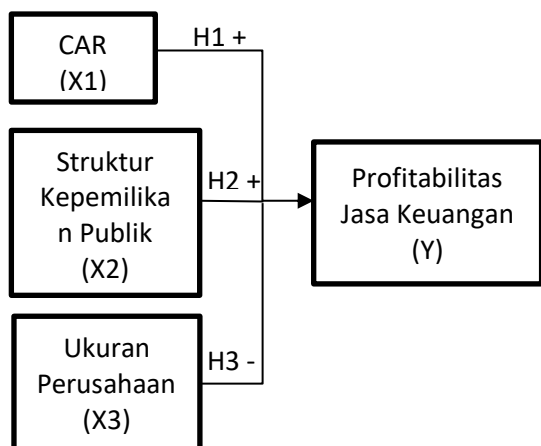 CAR
(X1)
H1 +
Struktur
Kepemilika
n Publik
(X2)
H2 +
Profitabilitas
Jasa Keuangan
(Y)
Ukuran
Perusahaan
(X3)
H3 -